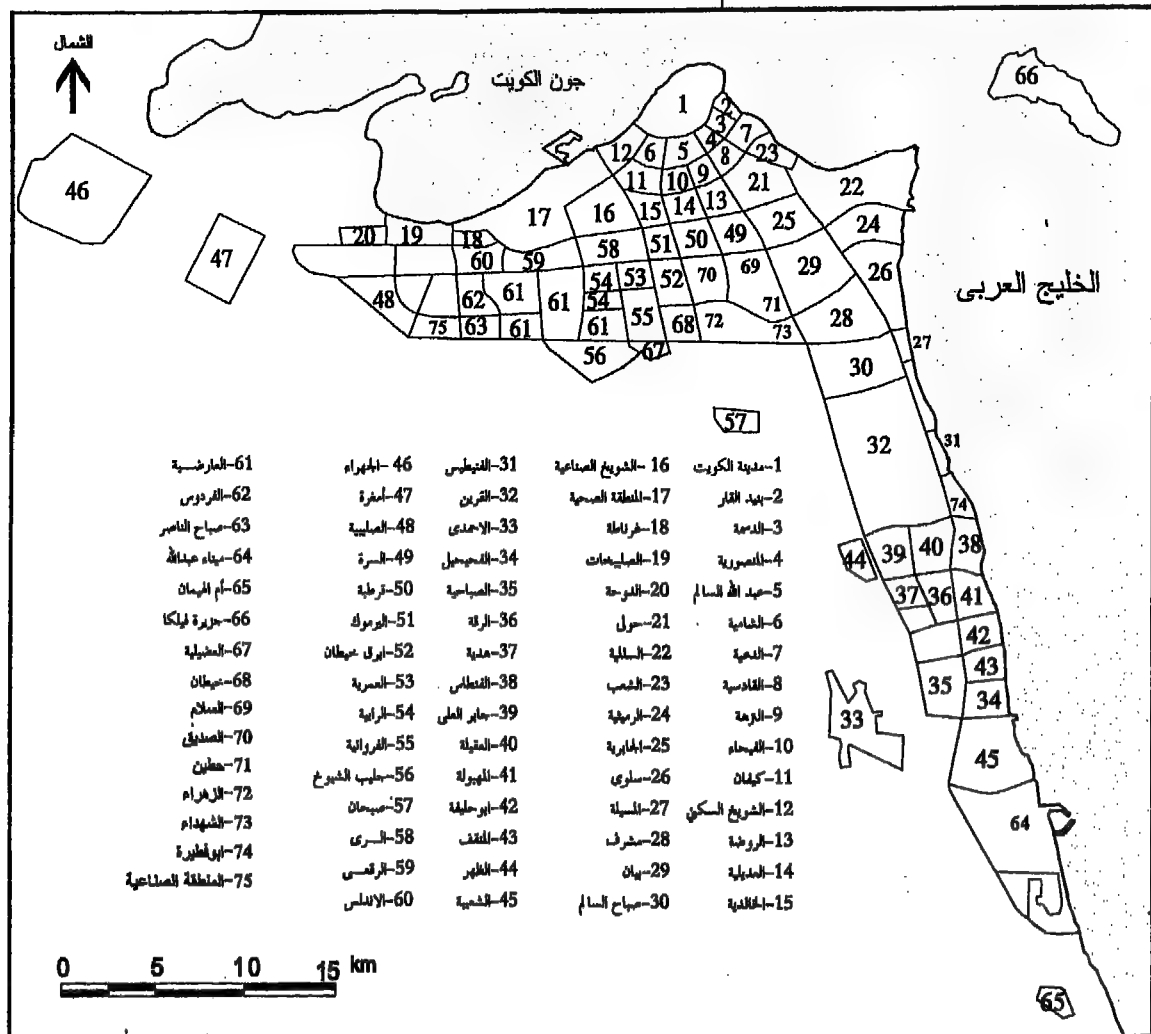 الشمال
جون الكويت
الخليج العربى
1-مدينة الكويت
2-بنيد القار
3-الدسمة
4-المنصورية
5-عبد الله السالم
6-الشامية
7-الدعية
8-القادسية
9-النزهة
10-الفيحاء
11-كيفان
12-الشويخ السكني
13-الروضة
14-العديلية
15-الخالدية
16-الشويخ الصناعية
17-المنطقة الصحية
18-غرناطة
19-الصليبخات
20-الدوحة
21-حولى
22-السالمية
23-الشعب
24-الرميثية
25-الجابرية
26-سلوى
27-المسيلة
28-مشرف
29-بيان
30-صباح السالم
31-الفنيطيس
32-القرين
33-الاحمدى
34-الفحيحيل
35-الصباحية
36-الرقة
37-هدية
38-الفنطاس
39-جابر العلى
40-العقيلة
41-المهبولة
42-ابوحليفة
43-المنقف
44-الظهر
45-الشعيبة
46-الجهراء
47-أمغرة
48-الصليبية
49-السرة
50-قرطبة
51-اليرموك
52-ابرق خيطان
53-العمرية
54-الرابية
55-الفروانية
56-جليب الشيوخ
57-صبحان
58-الـرى
59-الرقعـى
60-الاندلس
61-العارضـية
62-الفردوس
63-صباح الناصر
64-ميناء عبدالله
65-أم الهيمان
66-جزيرة فيلكا
67-العضيلية
68-خيطان
69-السلام
70-الصديق
71-حطين
72-الزهراء
73-الشهداء
74-ابوفطيرة
75-المنطقة الصناعية
0 5 10 15 km